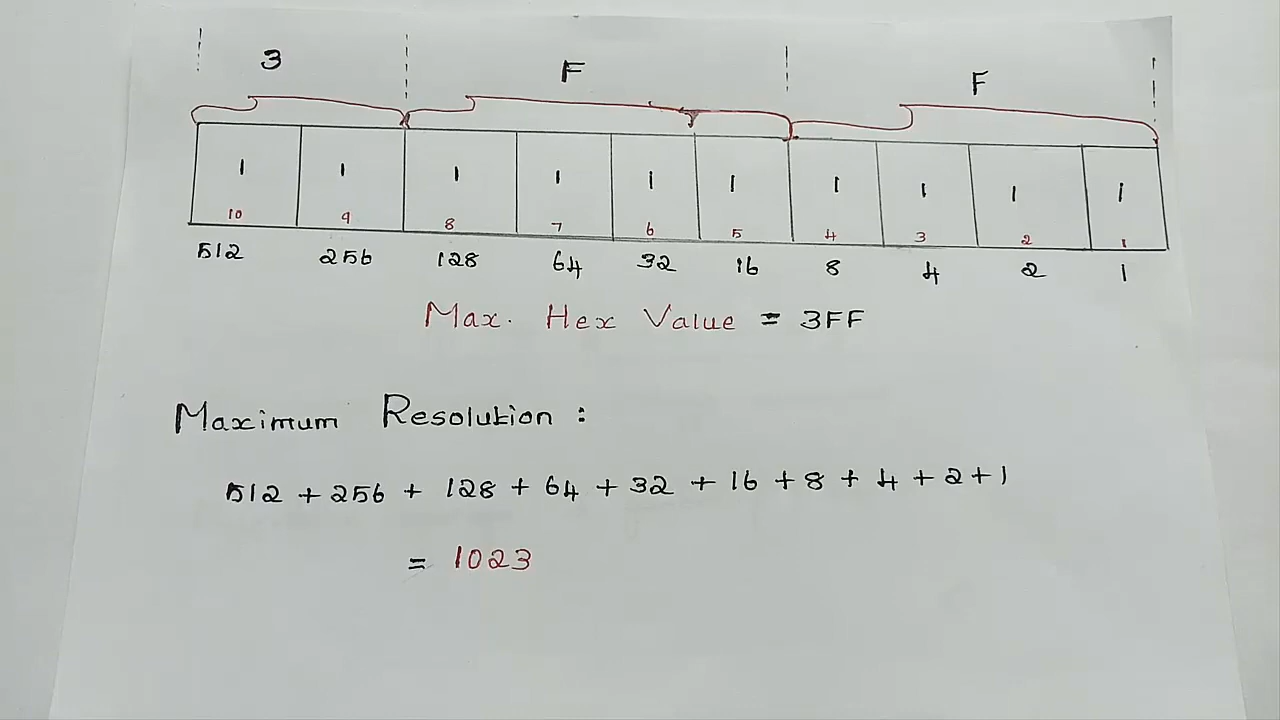 3 F F
1 1 1 1 1 1 1 1 1 1
10 9 8 7 6 5 4 3 2 1
512 256 128 64 32 16 8 4 2 1
Max. Hex Value = 3FF
Maximum Resolution :
512 + 256 + 128 + 64 + 32 + 16 + 8 + 4 + 2 + 1
= 1023